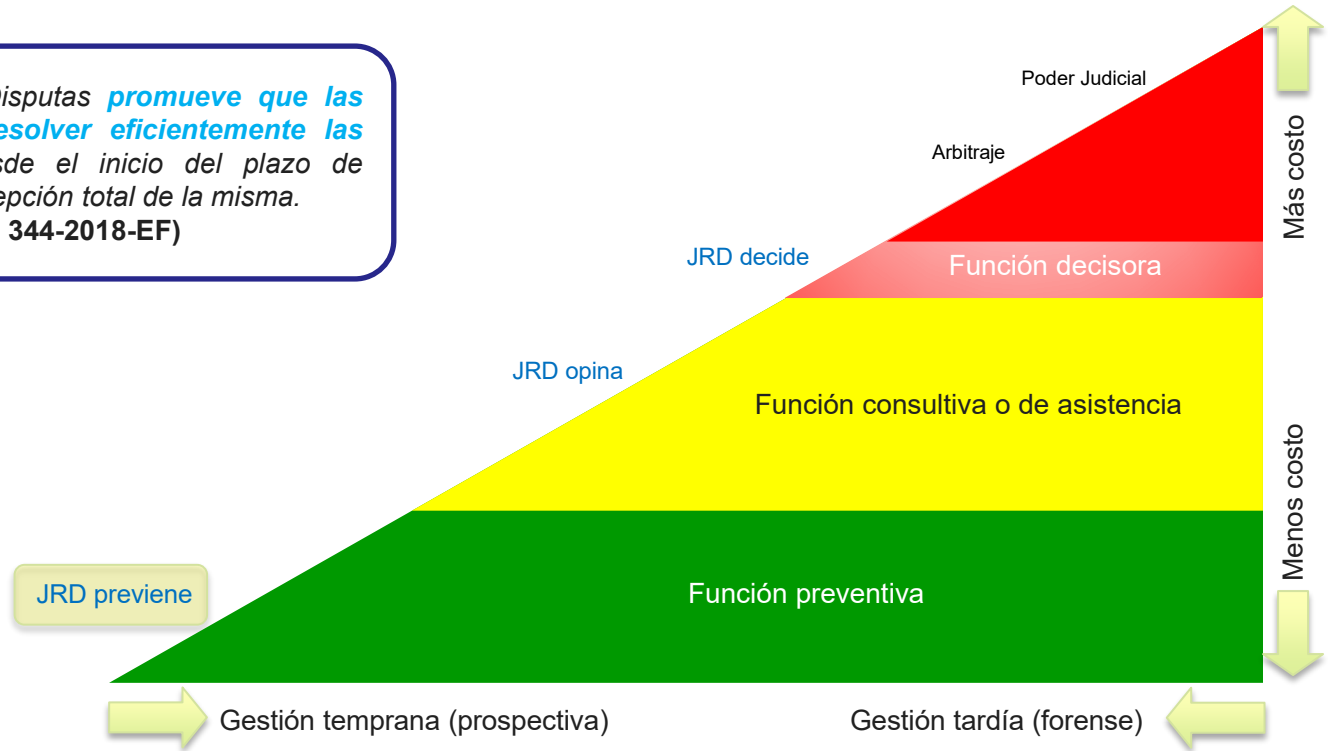 Disputas promueve que las
esolver eficientemente las
sde el inicio del plazo de
epción total de la misma.
344-2018-EF)
Poder Judicial
Arbitraje
JRD decide
Función decisora
JRD opina
Función consultiva o de asistencia
JRD previene
Función preventiva
Más costo
Menos costo
Gestión temprana (prospectiva)
Gestión tardía (forense)